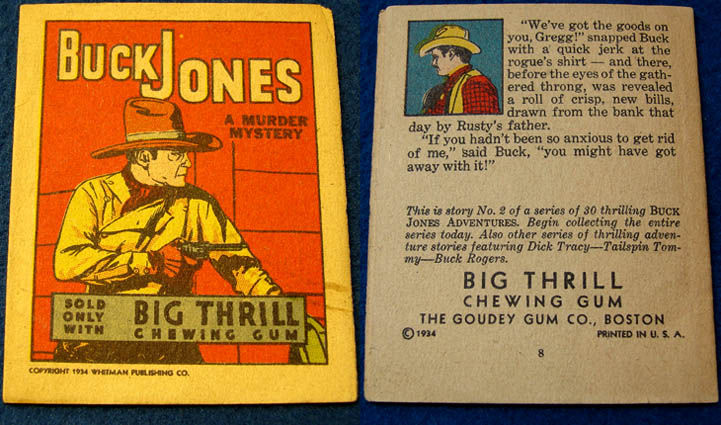 BUCK
JONES
A MURDER
MYSTERY
SOLD
ONLY
WITH
BIG THRILL
CHEWING GUM
COPYRIGHT 1934 WHITMAN PUBLISHING CO.
"We've got the goods on
you, Gregg!" snapped Buck
with a quick jerk at the
rogue's shirt — and there,
before the eyes of the gath-
ered throng, was revealed
a roll of crisp, new bills,
drawn from the bank that
day by Rusty's father.
"If you hadn't been so anxious to get rid
of me," said Buck, "you might have got
away with it!"
This is story No. 2 of a series of 30 thrilling BUCK
JONES ADVENTURES. Begin collecting the entire
series today. Also other series of thrilling adven-
ture stories featuring Dick Tracy—Tailspin Tom-
my—Buck Rogers.
BIG THRILL
CHEWING GUM
THE GOUDEY GUM CO., BOSTON
© 1934 PRINTED IN U. S. A.
8